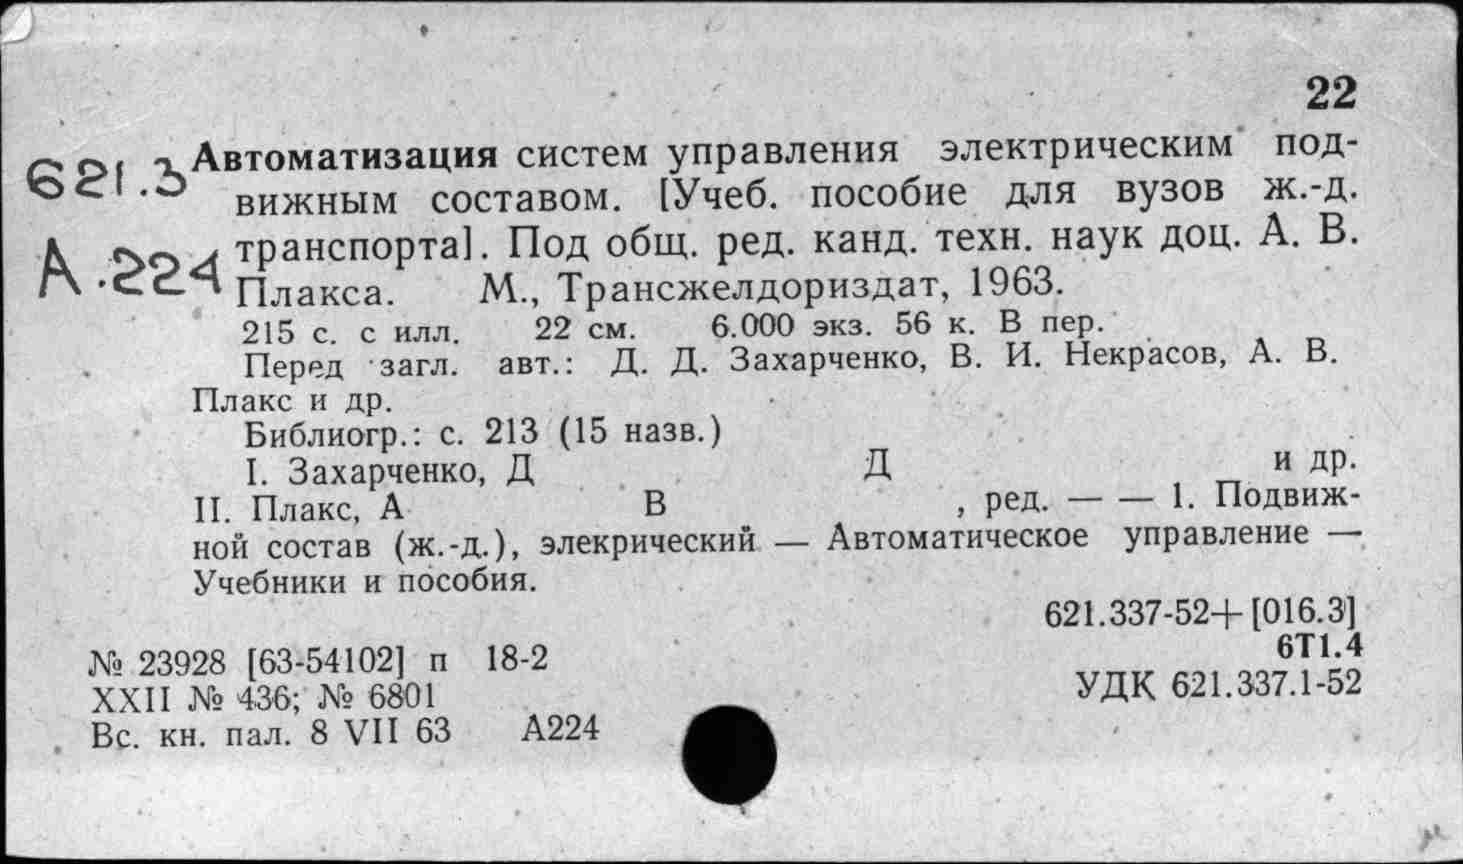 22
621.3 Автоматизация систем управления электрическим под-
вижным составом. [Учеб. пособие для вузов ж.-д.
А.224 транспорта]. Под общ. ред. канд. техн. наук доц. А. В.
Плакса. М., Трансжелдориздат, 1963.
215 с. с илл. 22 см. 6.000 экз. 56 к. В пер.
Перед загл. авт.: Д. Д. Захарченко, В. И. Некрасов, А. В.
Плакс и др.
Библиогр.: с. 213 (15 назв.)
I. Захарченко, Д Д и др.
II. Плакс, А В , ред. — — 1. Подвиж-
ной состав (ж.-д.), элекрический — Автоматическое управление —
Учебники и пособия.
621.337-52+[016.3]
6Т1.4
№ 23928 [63-54102] п 18-2
УДК 621.337.1-52
XXII № 436; № 6801
Вс. кн. пал. 8 VII 63 А224